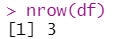 > nrow(df)
[1] 3